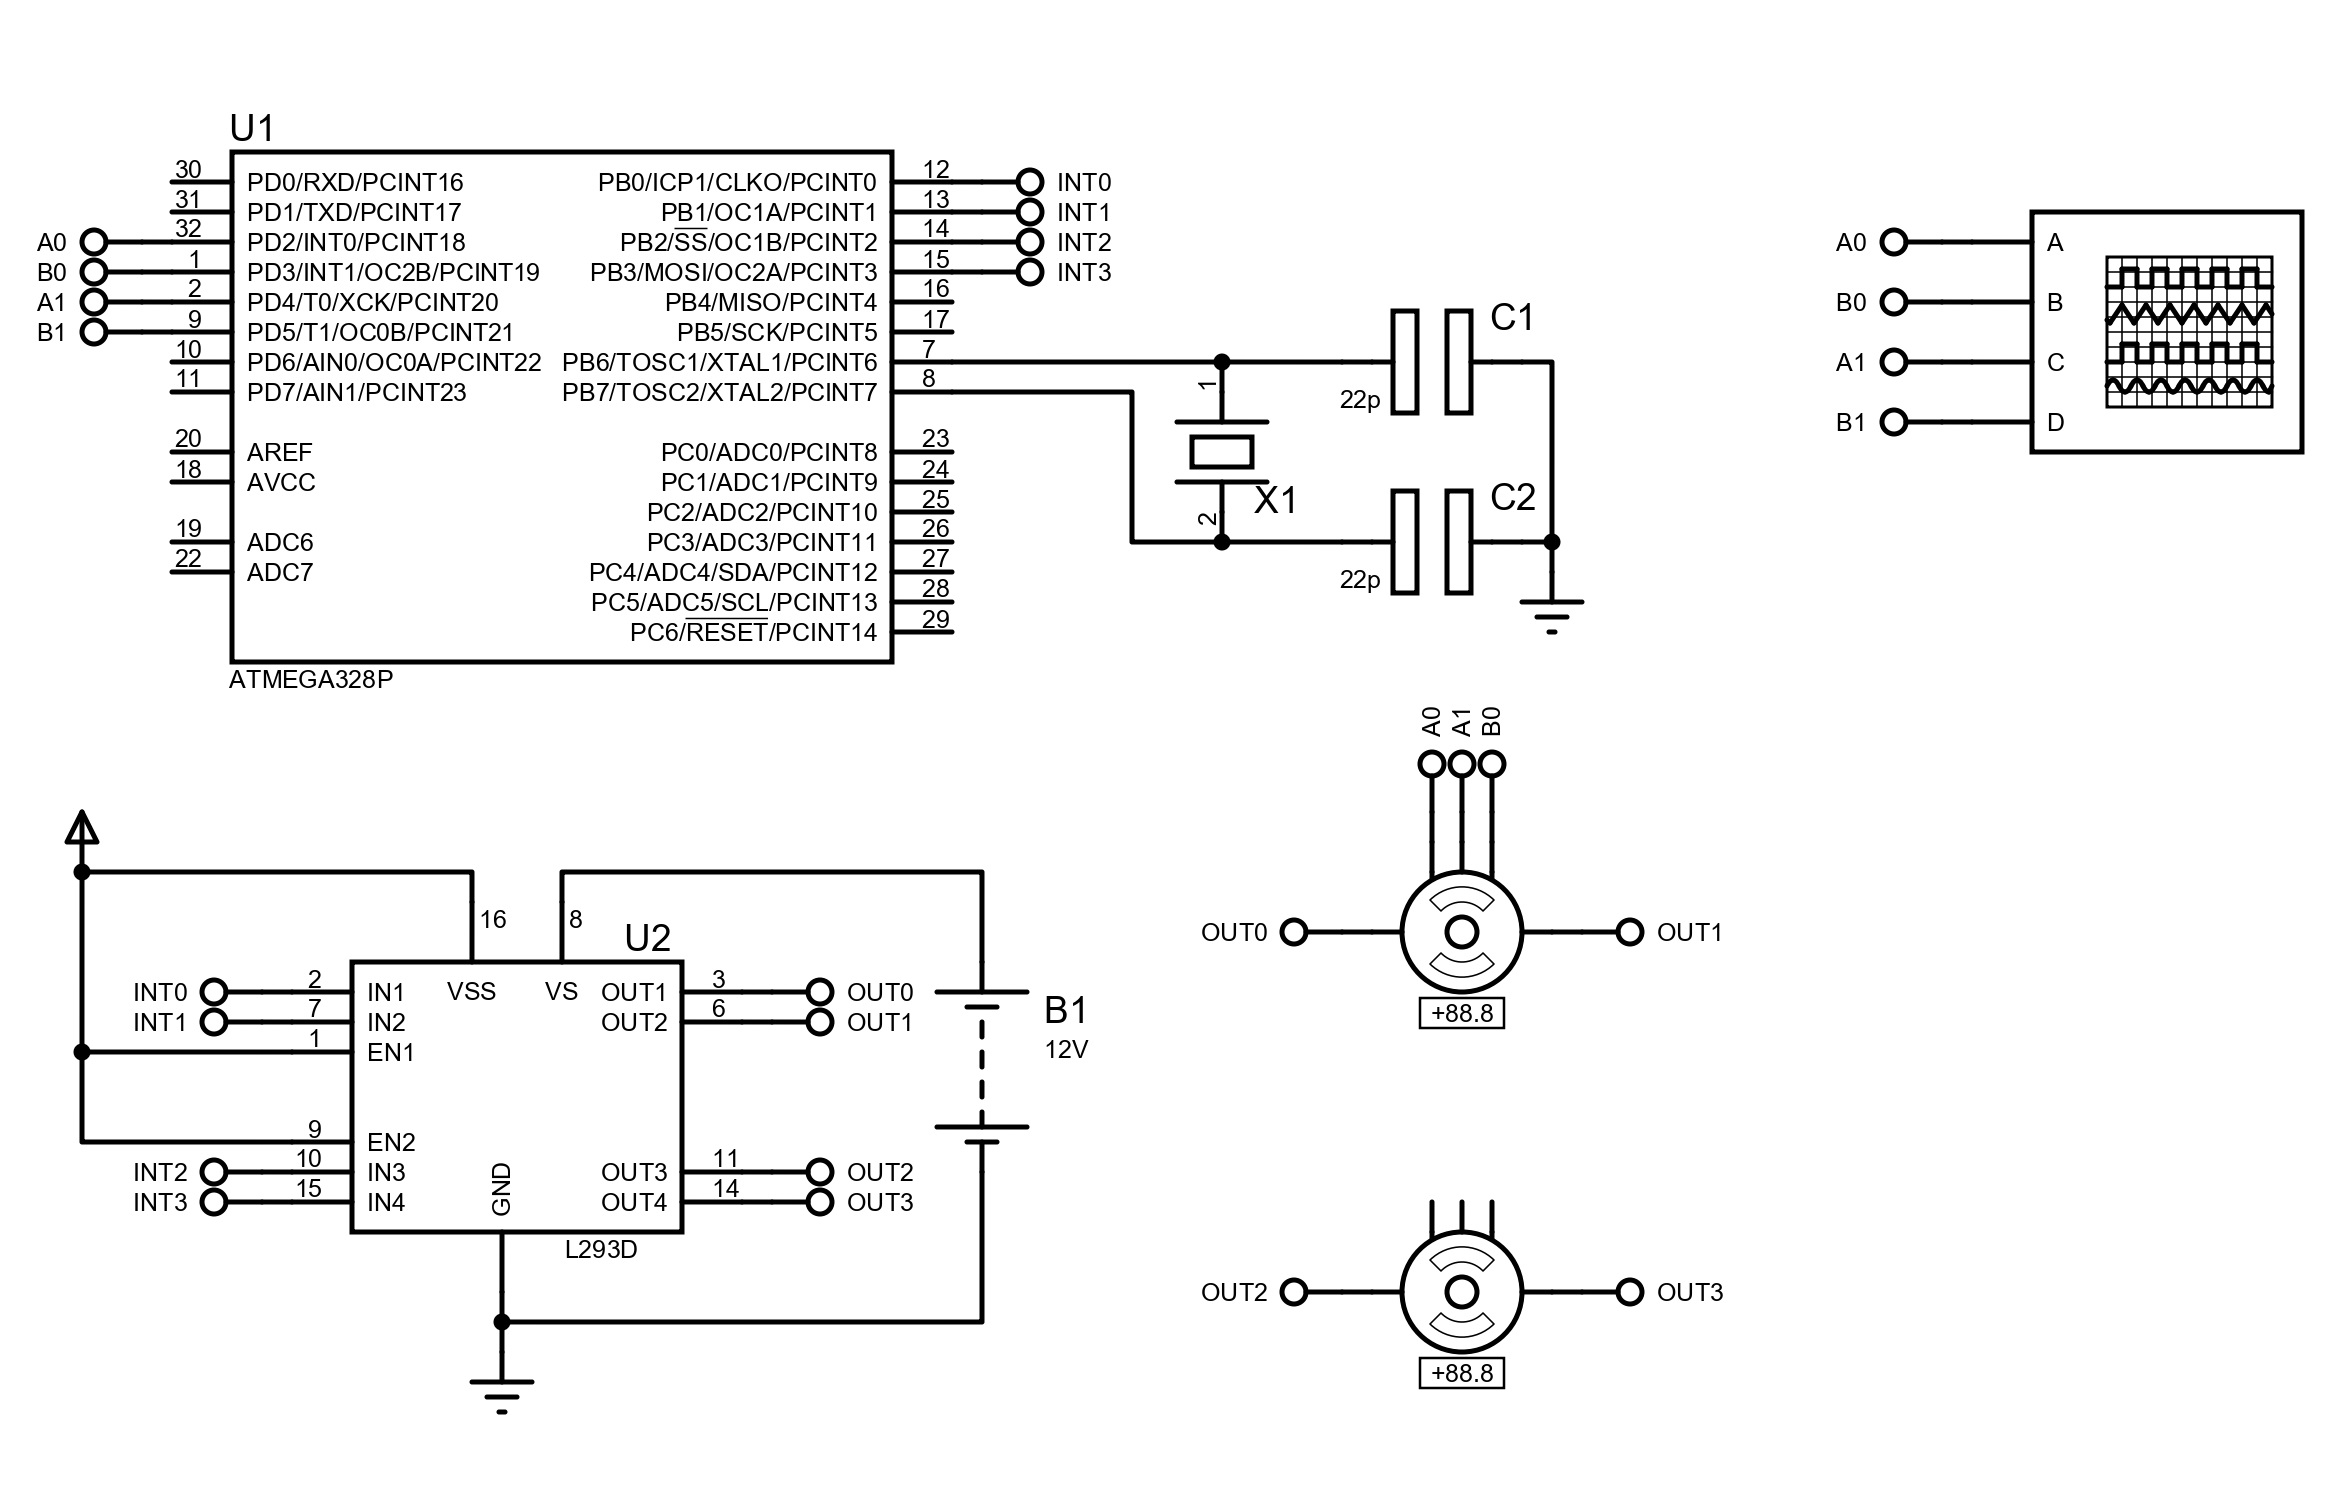 U1
30 PD0/RXD/PCINT16 PB0/ICP1/CLKO/PCINT0 12 INT0
31 PD1/TXD/PCINT17 PB1/OC1A/PCINT1 13 INT1
A0 32 PD2/INT0/PCINT18 PB2/SS/OC1B/PCINT2 14 INT2
B0 1 PD3/INT1/OC2B/PCINT19 PB3/MOSI/OC2A/PCINT3 15 INT3
A1 2 PD4/T0/XCK/PCINT20 PB4/MISO/PCINT4 16
B1 9 PD5/T1/OC0B/PCINT21 PB5/SCK/PCINT5 17
10 PD6/AIN0/OC0A/PCINT22 PB6/TOSC1/XTAL1/PCINT6 7
11 PD7/AIN1/PCINT23 PB7/TOSC2/XTAL2/PCINT7 8
20 AREF PC0/ADC0/PCINT8 23
18 AVCC PC1/ADC1/PCINT9 24
PC2/ADC2/PCINT10 25
19 ADC6 PC3/ADC3/PCINT11 26
22 ADC7 PC4/ADC4/SDA/PCINT12 27
PC5/ADC5/SCL/PCINT13 28
PC6/RESET/PCINT14 29
ATMEGA328P
1
2
X1
C1
22p
C2
22p
A0 A
B0 B
A1 C
B1 D
16 8
U2
INT0 2 IN1 VSS VS OUT1 3 OUT0
INT1 7 IN2 OUT2 6 OUT1
1 EN1
9 EN2
INT2 10 IN3 OUT3 11 OUT2
INT3 15 IN4 OUT4 14 OUT3
GND
L293D
B1
12V
A0 A1 B0
OUT0 OUT1
+88.8
OUT2 OUT3
+88.8